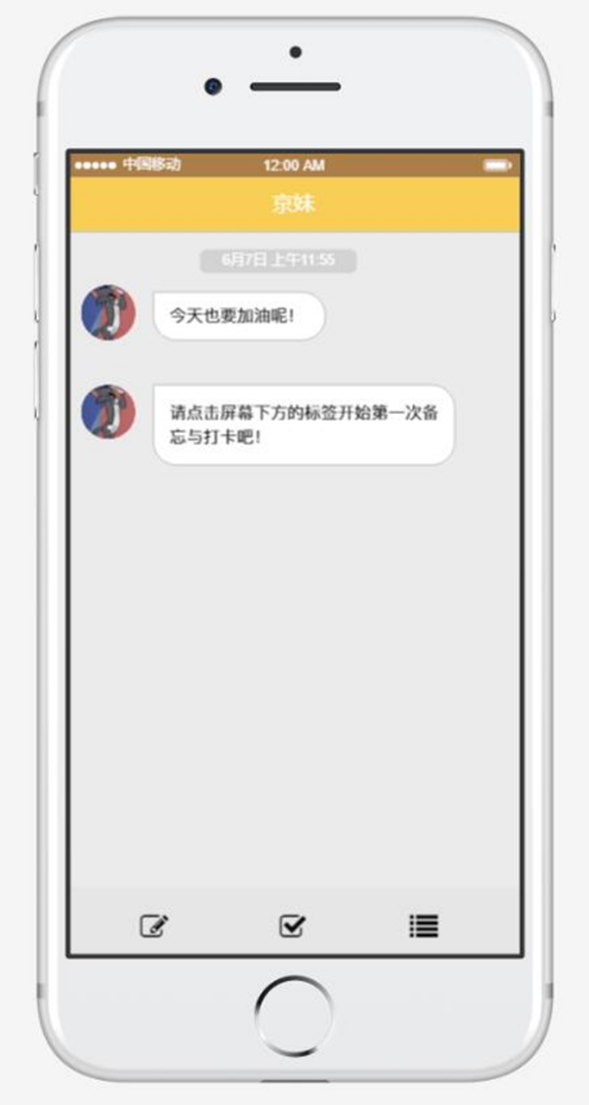 中国移动 12:00 AM
京妹
6月7日 上午11:55
今天也要加油呢！
请点击屏幕下方的标签开始第一次备
忘与打卡吧！